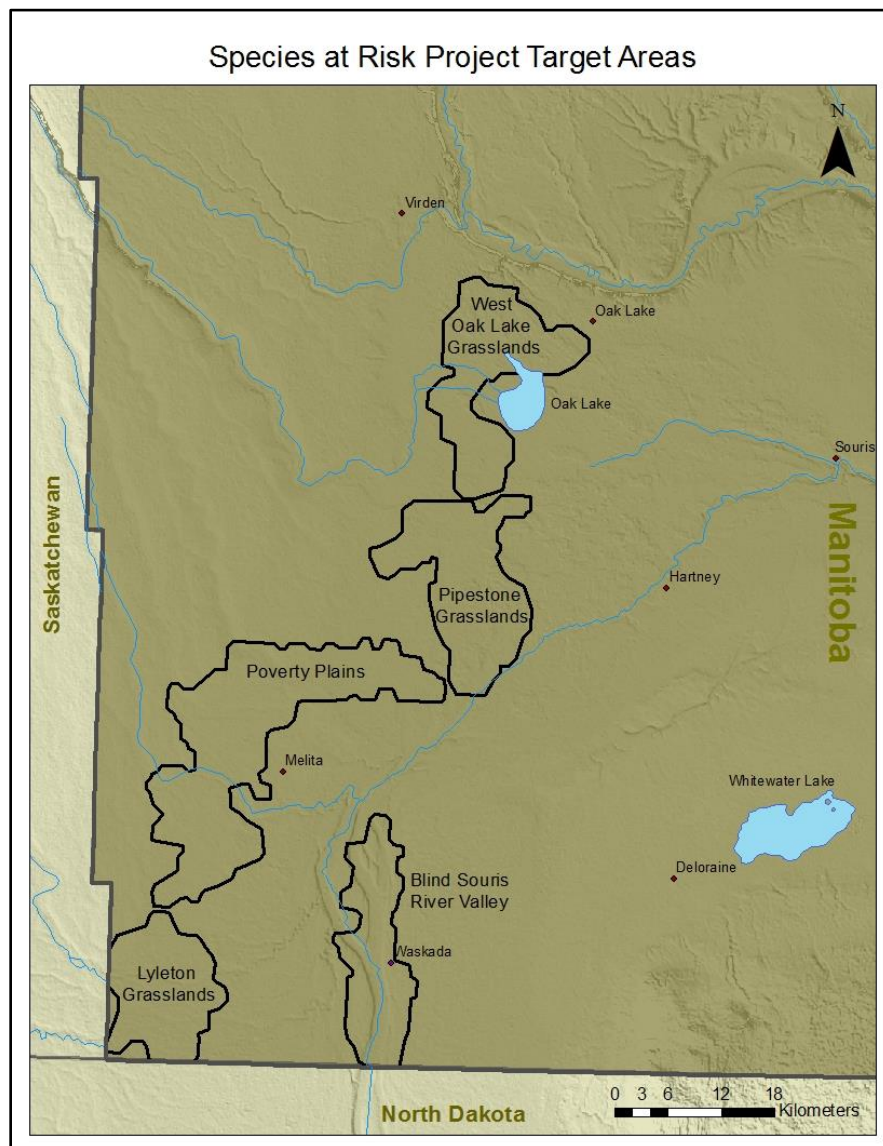 Species at Risk Project Target Areas
N
Virden
West
Oak Lake
Grasslands
Oak Lake
Oak Lake
Souris
Saskatchewan
Manitoba
Hartney
Pipestone
Grasslands
Poverty Plains
Melita
Whitewater Lake
Deloraine
Blind Souris
River Valley
Waskada
Lyleton
Grasslands
0 3 6 12 18
Kilometers
North Dakota